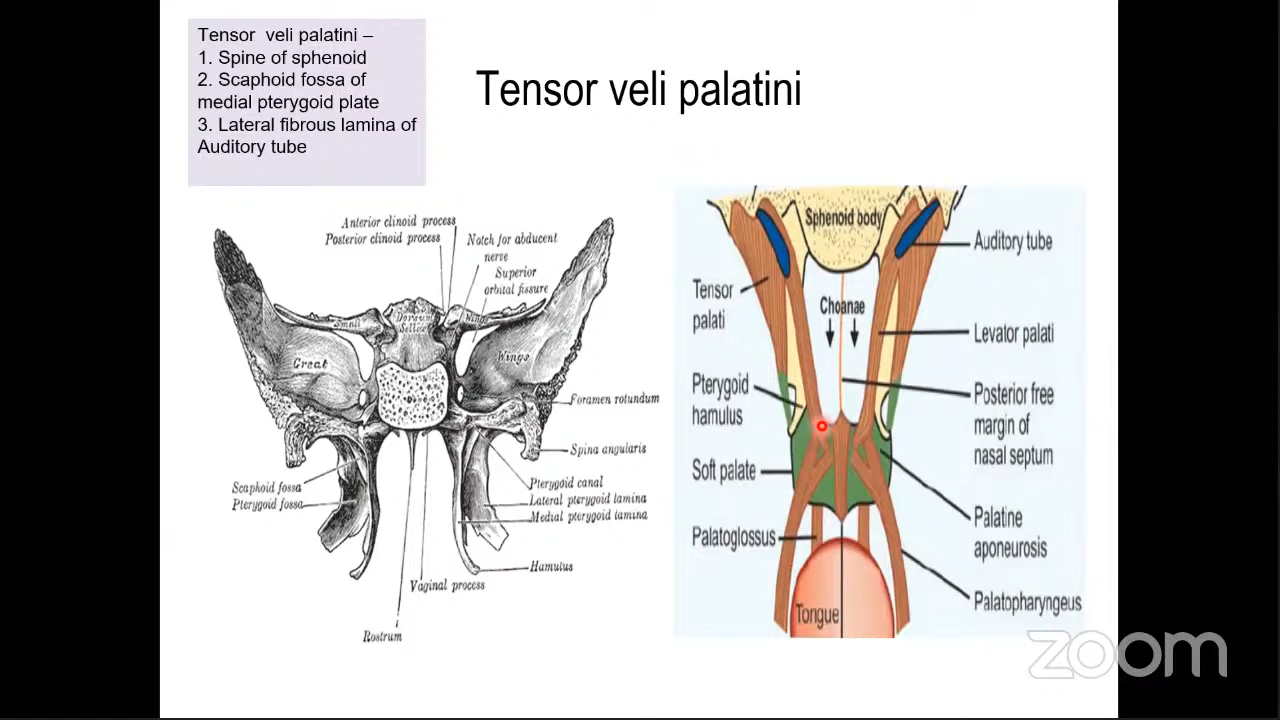 Tensor veli palatini –
1. Spine of sphenoid
2. Scaphoid fossa of
medial pterygoid plate
3. Lateral fibrous lamina of
Auditory tube
Tensor veli palatini
Anterior clinoid process
Posterior clinoid process
Notch for abducent
nerve
Superior
orbital fissure
Small
Dorsum
Sellae
Wings
Great
Wings
Foramen rotundum
Spina angularis
Scaphoid fossa
Pterygoid fossa
Pterygoid canal
Lateral pterygoid lamina
Medial pterygoid lamina
Hamulus
Vaginal process
Rostrum
Sphenoid body
Auditory tube
Tensor
palati
Choanae
Levator palati
Pterygoid
hamulus
Posterior free
margin of
nasal septum
Soft palate
Palatine
aponeurosis
Palatoglossus
Palatopharyngeus
Tongue
zoom